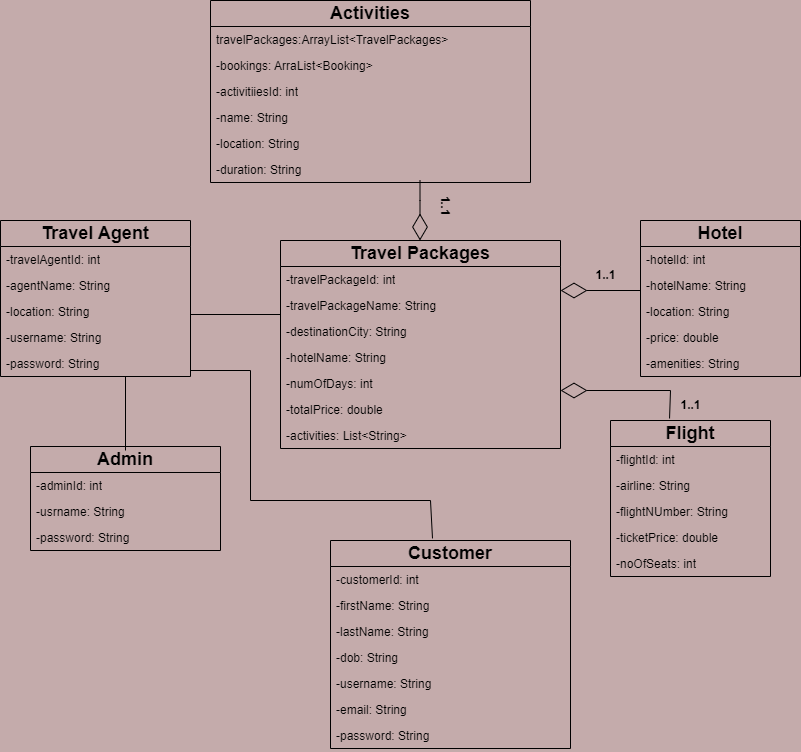 Activities
travelPackages:ArrayList<TravelPackages>
-bookings: ArraList<Booking>
-activitiiesId: int
-name: String
-location: String
-duration: String
1..1
Travel Agent
-travelAgentId: int
-agentName: String
-location: String
-username: String
-password: String
Travel Packages
-travelPackageId: int
-travelPackageName: String
-destinationCity: String
-hotelName: String
-numOfDays: int
-totalPrice: double
-activities: List<String>
1..1
Hotel
-hotelId: int
-hotelName: String
-location: String
-price: double
-amenities: String
1..1
Flight
-flightId: int
-airline: String
-flightNUmber: String
-ticketPrice: double
-noOfSeats: int
Admin
-adminId: int
-usrname: String
-password: String
Customer
-customerId: int
-firstName: String
-lastName: String
-dob: String
-username: String
-email: String
-password: String